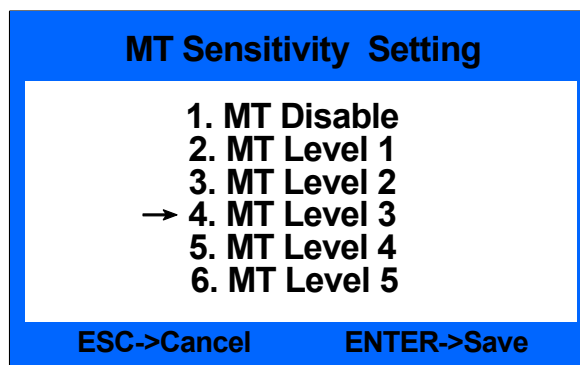 MT Sensitivity Setting
1. MT Disable
2. MT Level 1
3. MT Level 2
→ 4. MT Level 3
5. MT Level 4
6. MT Level 5
ESC->Cancel ENTER->Save